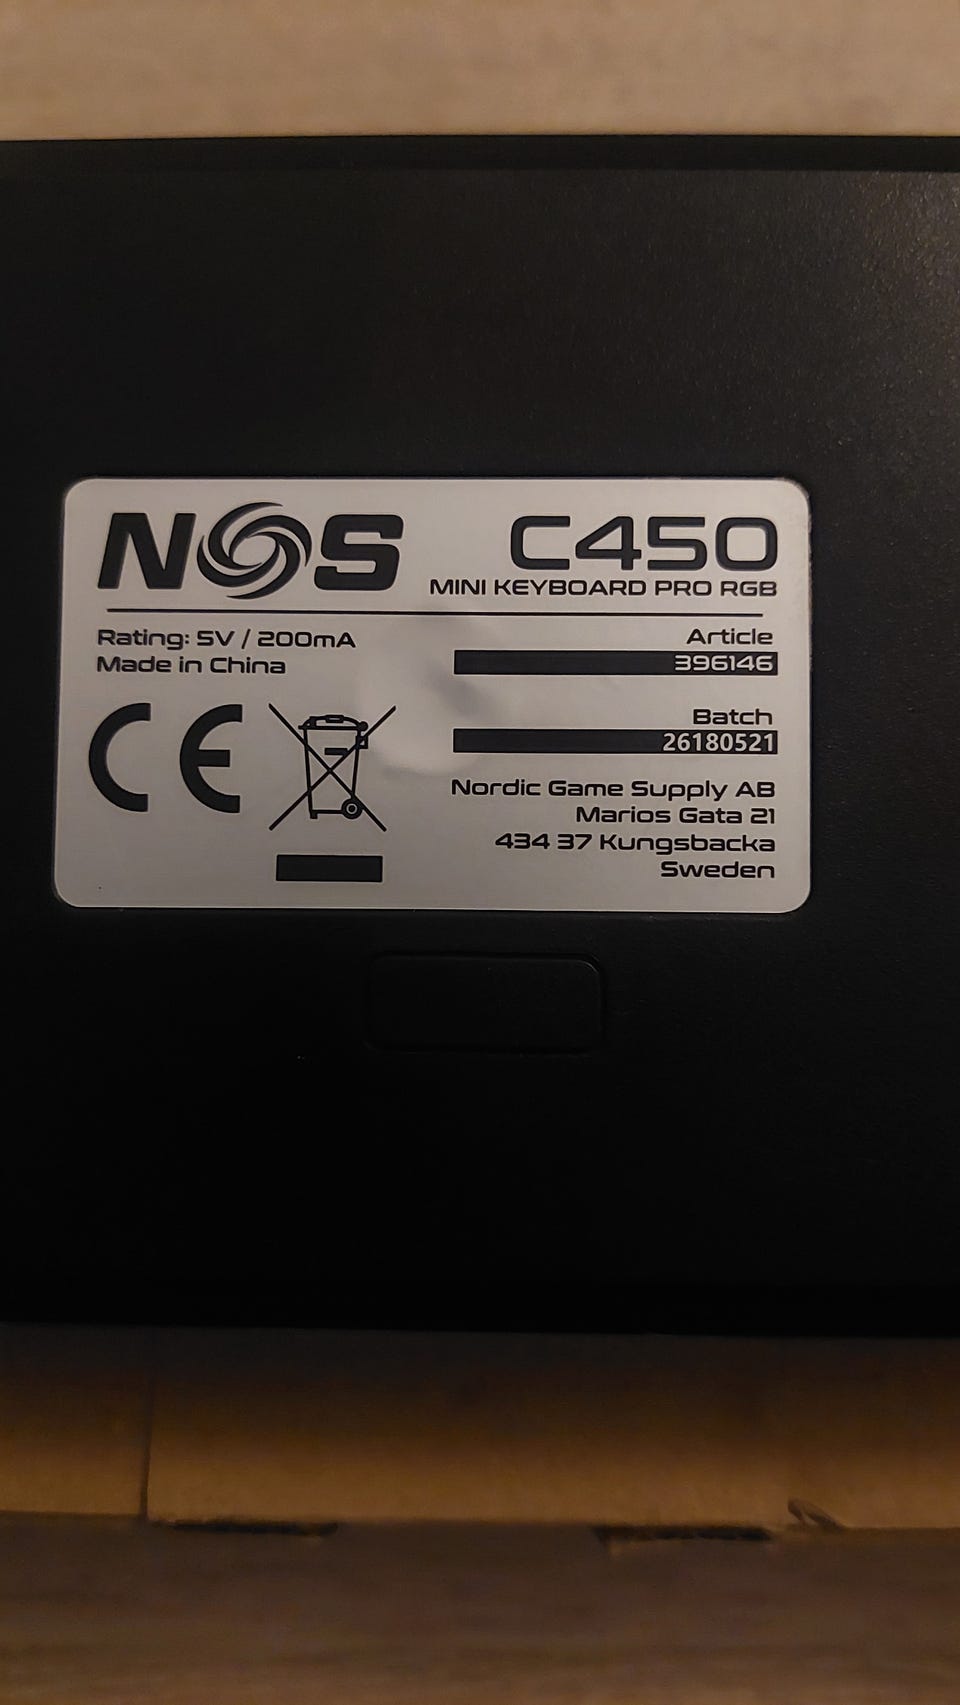 NOS
C450
MINI KEYBOARD PRO RGB
Rating: 5V / 200mA
Made in China
Article
396146
Batch
26180521
CE
Nordic Game Supply AB
Marios Gata 21
434 37 Kungsbacka
Sweden